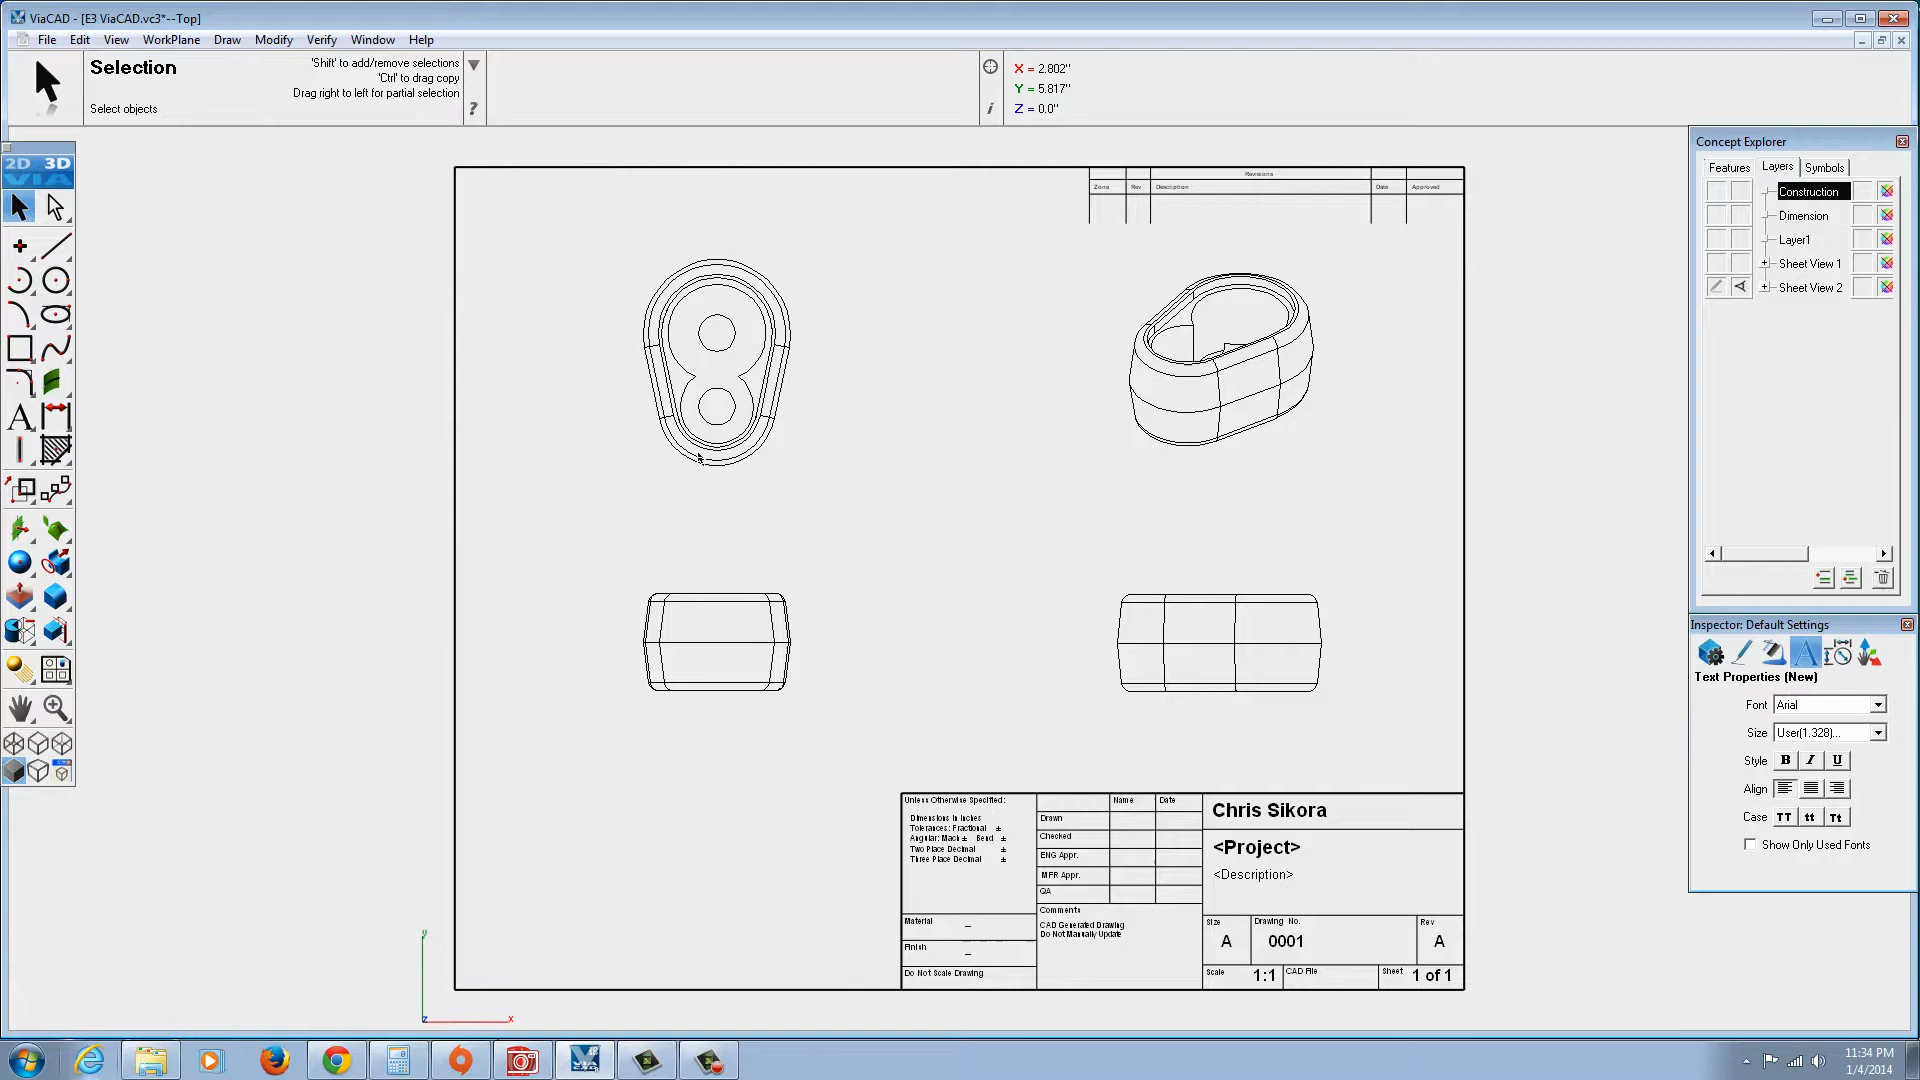 ViaCAD - [E3 ViaCAD.vc3*--Top]
File Edit View WorkPlane Draw Modify Verify Window Help
Selection
Select objects
'Shift' to add/remove selections
'Ctrl' to drag copy
Drag right to left for partial selection
?
i
X = 2.802"
Y = 5.817"
Z = 0.0"
2D 3D
VIA
A
Concept Explorer
Features Layers Symbols
Construction
Dimension
Layer1
Sheet View 1
Sheet View 2
Inspector: Default Settings
Text Properties (New)
Font Arial
Size User(1.328)...
Style B I U
Align
Case TT tt Tt
Show Only Used Fonts
Revisions
Zone Rev Description Date Approved
Unless Otherwise Specified:
Dimensions In Inches
Tolerances: Fractional ±
Angular: Mach ± Bend ±
Two Place Decimal ±
Three Place Decimal ±
Material –
Finish –
Do Not Scale Drawing
Name Date
Drawn
Checked
ENG Appr.
MFR Appr.
QA
Comments
CAD Generated Drawing
Do Not Manually Update
Chris Sikora
<Project>
<Description>
Size A
Drawing No. 0001
Rev A
Scale 1:1
CAD File
Sheet 1 of 1
y
z
x
11:34 PM
1/4/2014